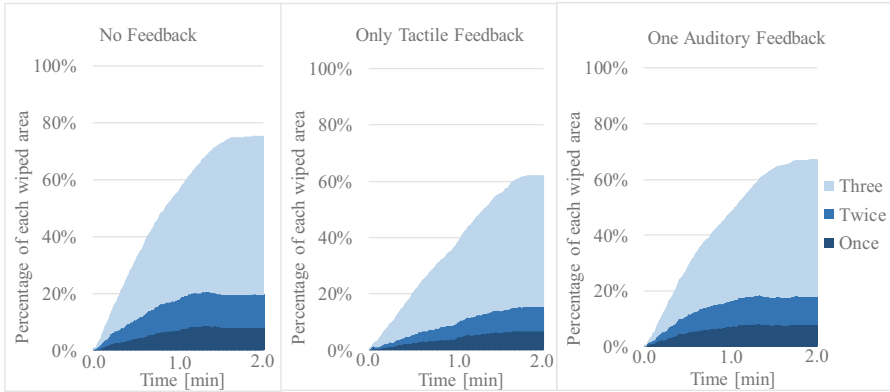 No Feedback
Percentage of each wiped area
100%
80%
60%
40%
20%
0%
0.0 1.0 2.0
Time [min]
Only Tactile Feedback
Percentage of each wiped area
100%
80%
60%
40%
20%
0%
0.0 1.0 2.0
Time [min]
One Auditory Feedback
Percentage of each wiped area
100%
80%
60%
40%
20%
0%
0.0 1.0 2.0
Time [min]
Three
Twice
Once